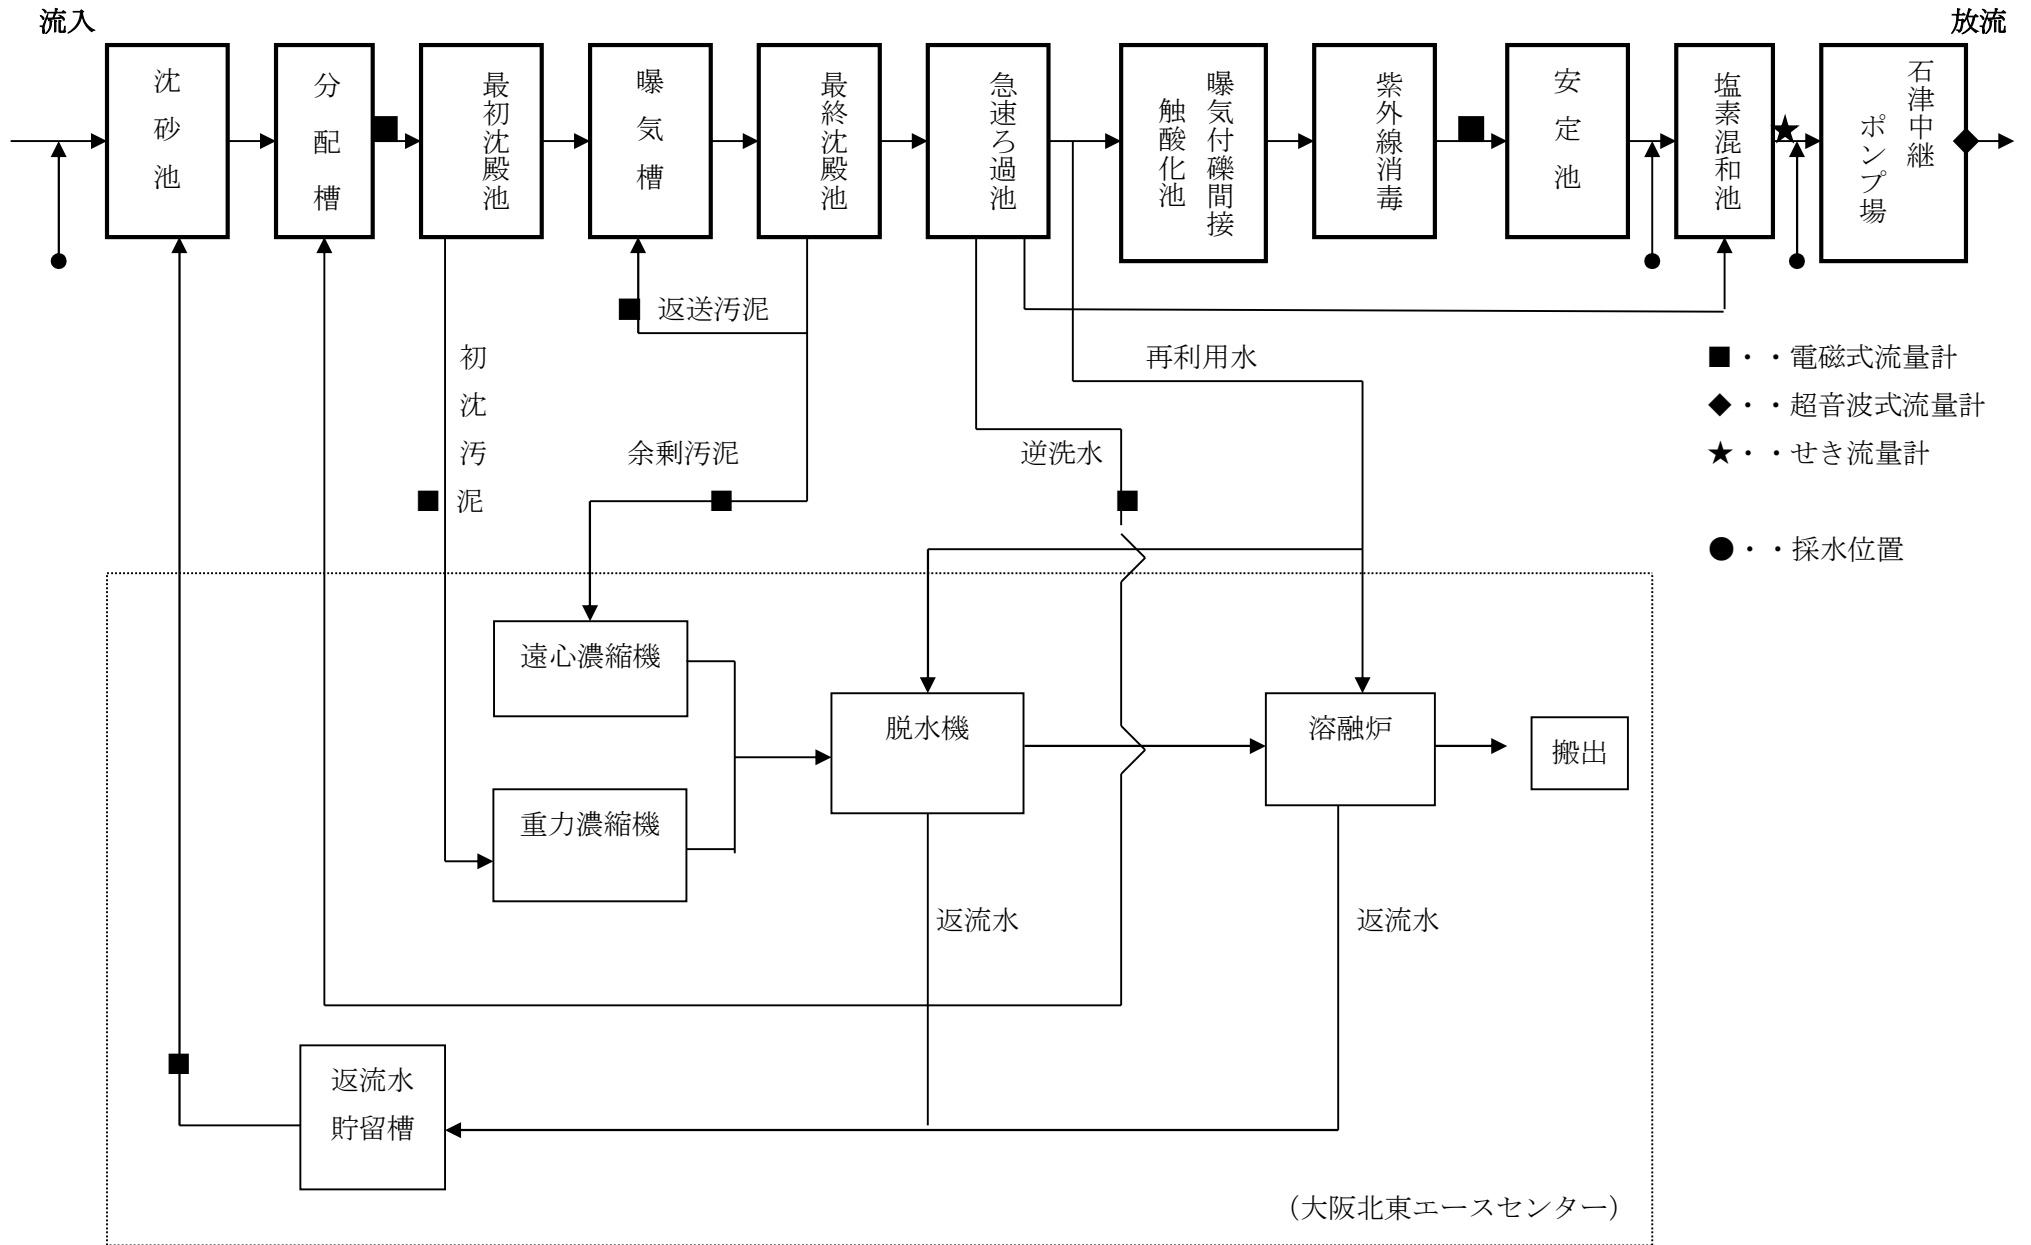 流入
放流
沈砂池
分配槽
最初沈殿池
曝気槽
最終沈殿池
急速ろ過池
曝気付礫間接
触酸化池
紫外線消毒
安定池
塩素混和池
石津中継
ポンプ場
返送汚泥
初沈汚泥
再利用水
余剰汚泥
逆洗水
■・・電磁式流量計
◆・・超音波式流量計
★・・せき流量計
●・・採水位置
遠心濃縮機
脱水機
溶融炉
搬出
重力濃縮機
返流水
返流水
返流水
貯留槽
（大阪北東エースセンター）